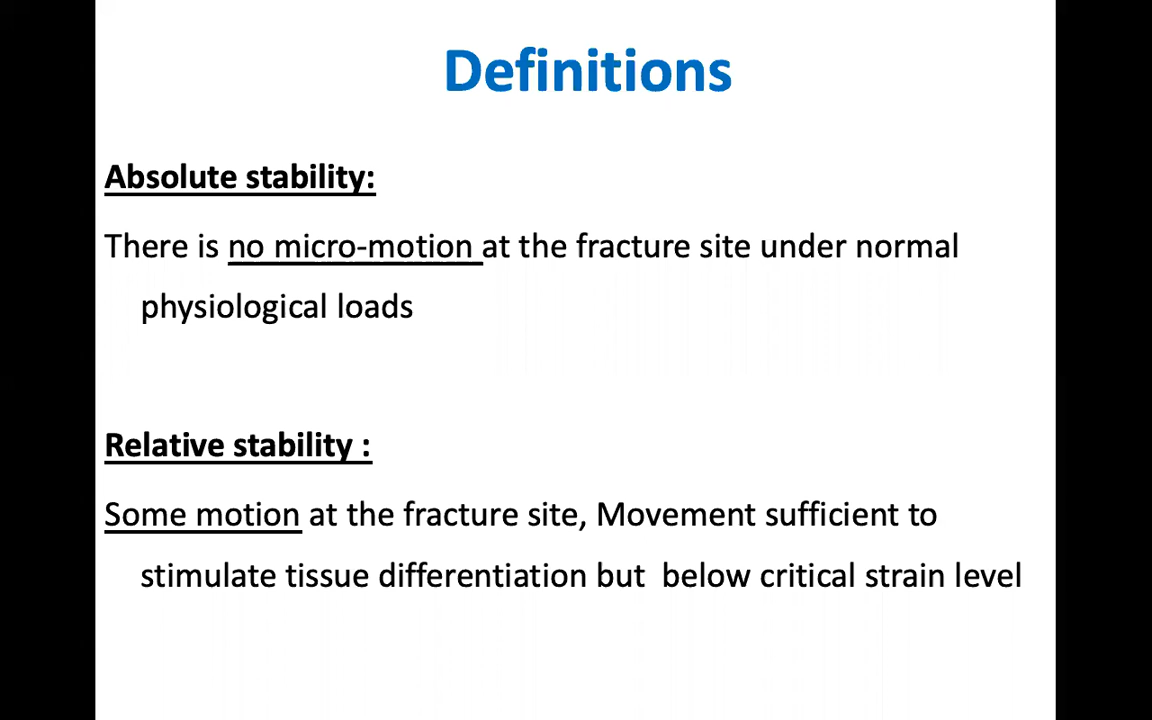 Definitions
Absolute stability:
There is no micro-motion at the fracture site under normal
physiological loads
Relative stability :
Some motion at the fracture site, Movement sufficient to
stimulate tissue differentiation but  below critical strain level